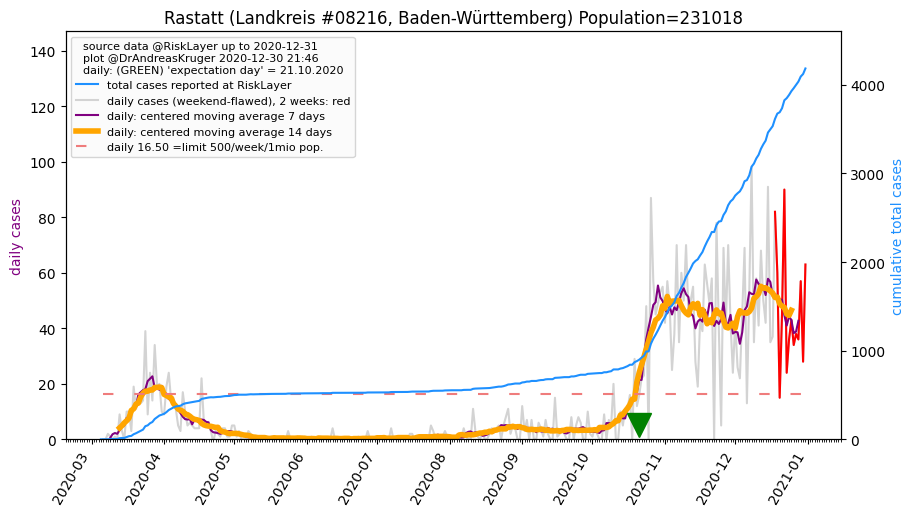 Rastatt (Landkreis #08216, Baden-Württemberg) Population=231018
source data @RiskLayer up to 2020-12-31
plot @DrAndreasKruger 2020-12-30 21:46
daily: (GREEN) 'expectation day' = 21.10.2020
total cases reported at RiskLayer
daily cases (weekend-flawed), 2 weeks: red
daily: centered moving average 7 days
daily: centered moving average 14 days
daily 16.50 =limit 500/week/1mio pop.
daily cases
140
120
100
80
60
40
20
0
cumulative total cases
4000
3000
2000
1000
0
2020-03
2020-04
2020-05
2020-06
2020-07
2020-08
2020-09
2020-10
2020-11
2020-12
2021-01